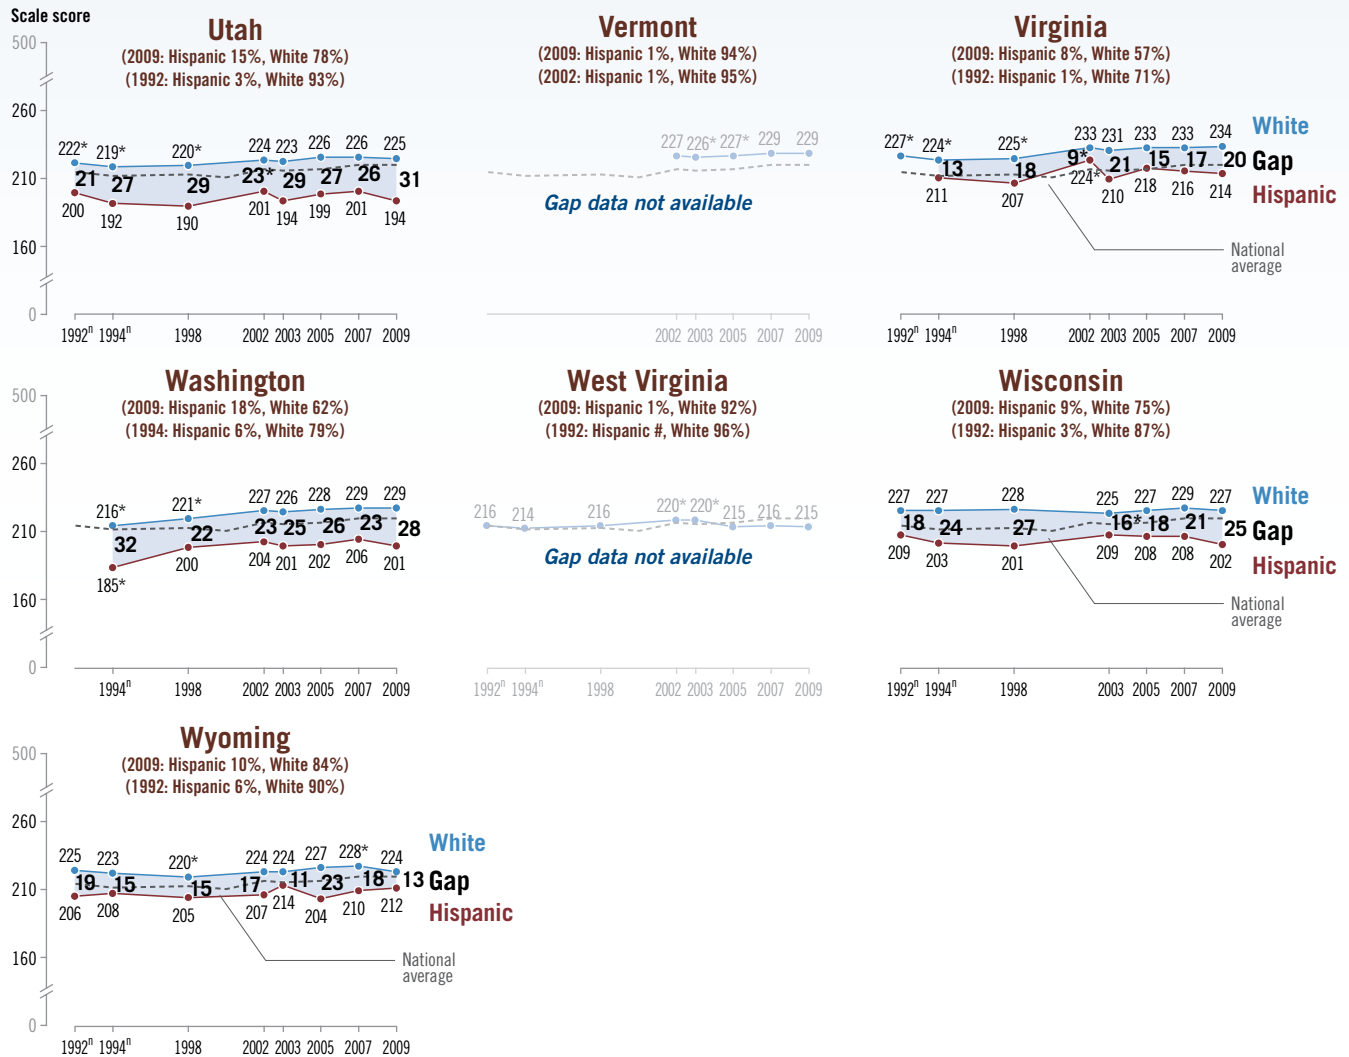 Scale score
Utah
(2009: Hispanic 15%, White 78%)
(1992: Hispanic 3%, White 93%)
500
260
210
160
0
222* 219* 220* 224 223 226 226 225
21 27 29 23* 29 27 26 31
200 192 190 201 194 199 201 194
1992n 1994n 1998 2002 2003 2005 2007 2009
Vermont
(2009: Hispanic 1%, White 94%)
(2002: Hispanic 1%, White 95%)
227 226* 227* 229 229
Gap data not available
2002 2003 2005 2007 2009
Virginia
(2009: Hispanic 8%, White 57%)
(1992: Hispanic 1%, White 71%)
227* 224* 225* 233 231 233 233 234
13 18 9* 21 15 17 20
211 207 224* 210 218 216 214
White
Gap
Hispanic
National
average
1992n 1994n 1998 2002 2003 2005 2007 2009
Washington
(2009: Hispanic 18%, White 62%)
(1994: Hispanic 6%, White 79%)
500
260
210
160
0
216* 221* 227 226 228 229 229
32 22 23 25 26 23 28
185* 200 204 201 202 206 201
1994n 1998 2002 2003 2005 2007 2009
West Virginia
(2009: Hispanic 1%, White 92%)
(1992: Hispanic #, White 96%)
216 214 216 220* 220* 215 216 215
Gap data not available
1992n 1994n 1998 2002 2003 2005 2007 2009
Wisconsin
(2009: Hispanic 9%, White 75%)
(1992: Hispanic 3%, White 87%)
227 227 228 225 227 229 227
18 24 27 16* 18 21 25
209 203 201 209 208 208 202
White
Gap
Hispanic
National
average
1992n 1994n 1998 2003 2005 2007 2009
Wyoming
(2009: Hispanic 10%, White 84%)
(1992: Hispanic 6%, White 90%)
500
260
210
160
0
225 223 220* 224 224 227 228* 224
19 15 15 17 11 23 18 13
206 208 205 207 214 204 210 212
White
Gap
Hispanic
National
average
1992n 1994n 1998 2002 2003 2005 2007 2009